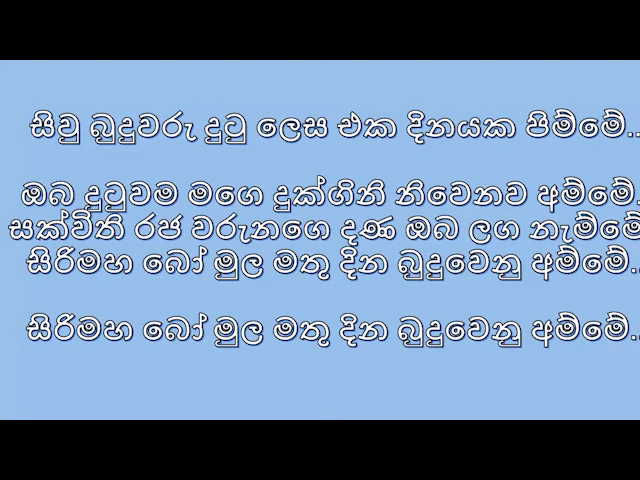 සිවු බුදුවරු දුටු ලෙස එක දිනයක පිම්මේ..
ඔබ දුටුවම මගෙ දුක්ගිනි නිවෙනව අම්මේ.
සක්විති රජ වරුනගෙ දණ ඔබ ලග නැම්මේ
සිරිමහ බෝ මුල මතු දින බුදුවෙනු අම්මේ..
සිරිමහ බෝ මුල මතු දින බුදුවෙනු අම්මේ..